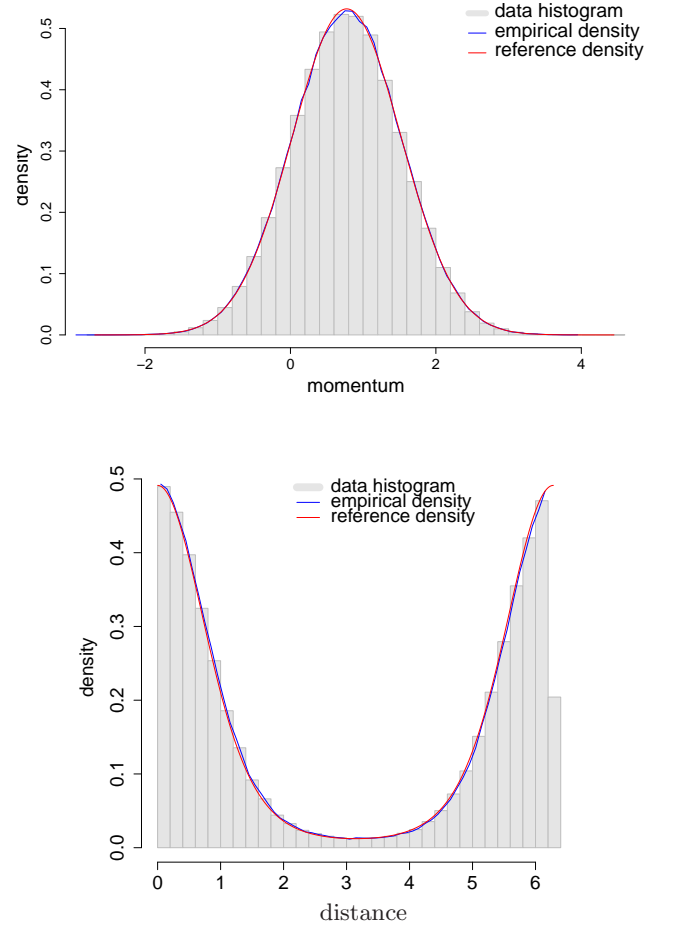 data histogram
empirical density
reference density
density
0.0
0.1
0.2
0.3
0.4
0.5
−2
0
2
4
momentum
data histogram
empirical density
reference density
density
0.0
0.1
0.2
0.3
0.4
0.5
0
1
2
3
4
5
6
distance